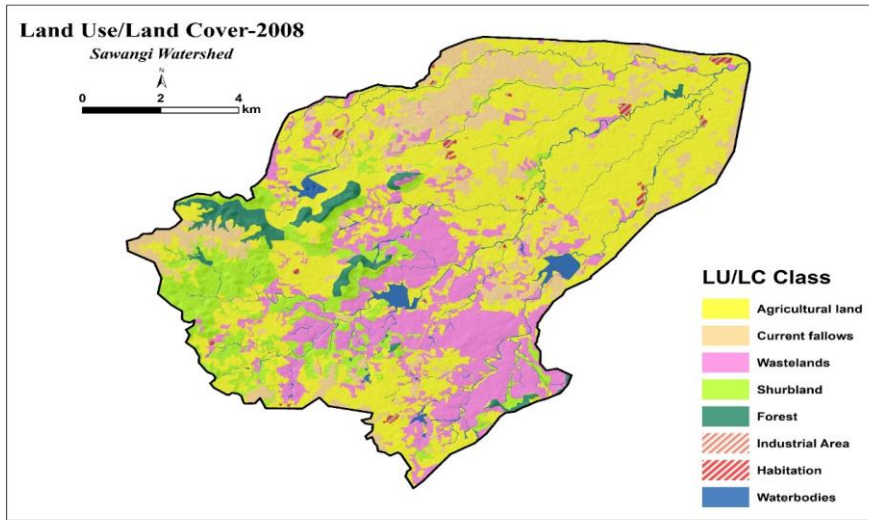 Land Use/Land Cover-2008
Sawangi Watershed
N
0 2 4
km
LU/LC Class
Agricultural land
Current fallows
Wastelands
Shurbland
Forest
Industrial Area
Habitation
Waterbodies